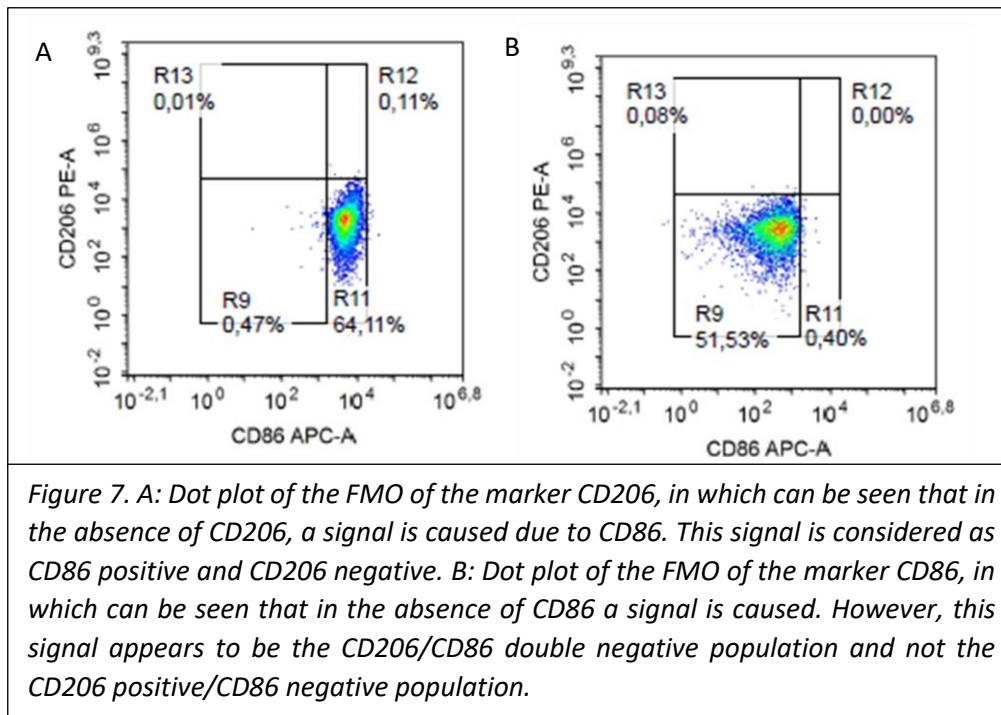 A
B
10^9,3
R13
0,01%
R12
0,11%
10^6
10^4
10^2
10^0
10^-2
CD206 PE-A
R9
0,47%
R11
64,11%
10^-2,1 10^0 10^4 10^6,8
CD86 APC-A
10^9,3
R13
0,08%
R12
0,00%
10^6
10^4
10^2
10^0
10^-2
CD206 PE-A
R9
51,53%
R11
0,40%
10^-2,1 10^0 10^2 10^4 10^6,8
CD86 APC-A
Figure 7. A: Dot plot of the FMO of the marker CD206, in which can be seen that in
the absence of CD206, a signal is caused due to CD86. This signal is considered as
CD86 positive and CD206 negative. B: Dot plot of the FMO of the marker CD86, in
which can be seen that in the absence of CD86 a signal is caused. However, this
signal appears to be the CD206/CD86 double negative population and not the
CD206 positive/CD86 negative population.